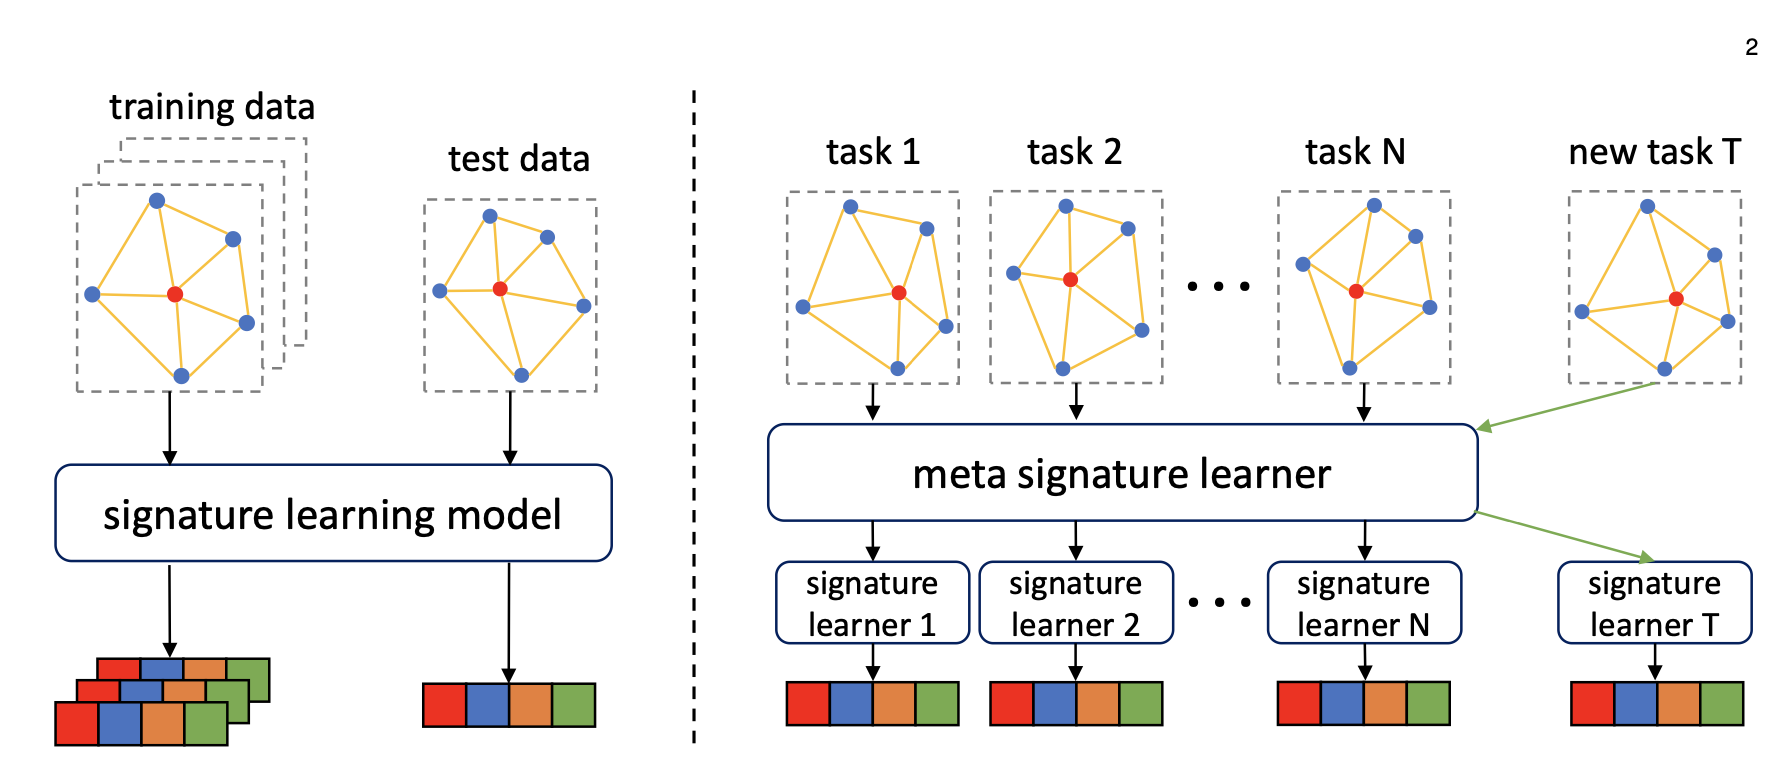 2
training data
test data
signature learning model
task 1
task 2
task N
new task T
meta signature learner
signature
learner 1
signature
learner 2
signature
learner N
signature
learner T